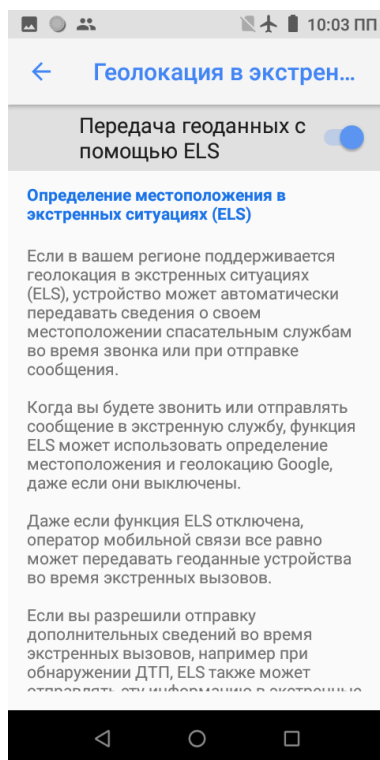 10:03 ПП
Геолокация в экстрен...
Передача геоданных с
помощью ELS
Определение местоположения в
экстренных ситуациях (ELS)
Если в вашем регионе поддерживается
геолокация в экстренных ситуациях
(ELS), устройство может автоматически
передавать сведения о своем
местоположении спасательным службам
во время звонка или при отправке
сообщения.
Когда вы будете звонить или отправлять
сообщение в экстренную службу, функция
ELS может использовать определение
местоположения и геолокацию Google,
даже если они выключены.
Даже если функция ELS отключена,
оператор мобильной связи все равно
может передавать геоданные устройства
во время экстренных вызовов.
Если вы разрешили отправку
дополнительных сведений во время
экстренных вызовов, например при
обнаружении ДТП, ELS также может
отправлять эту информацию в экстренные